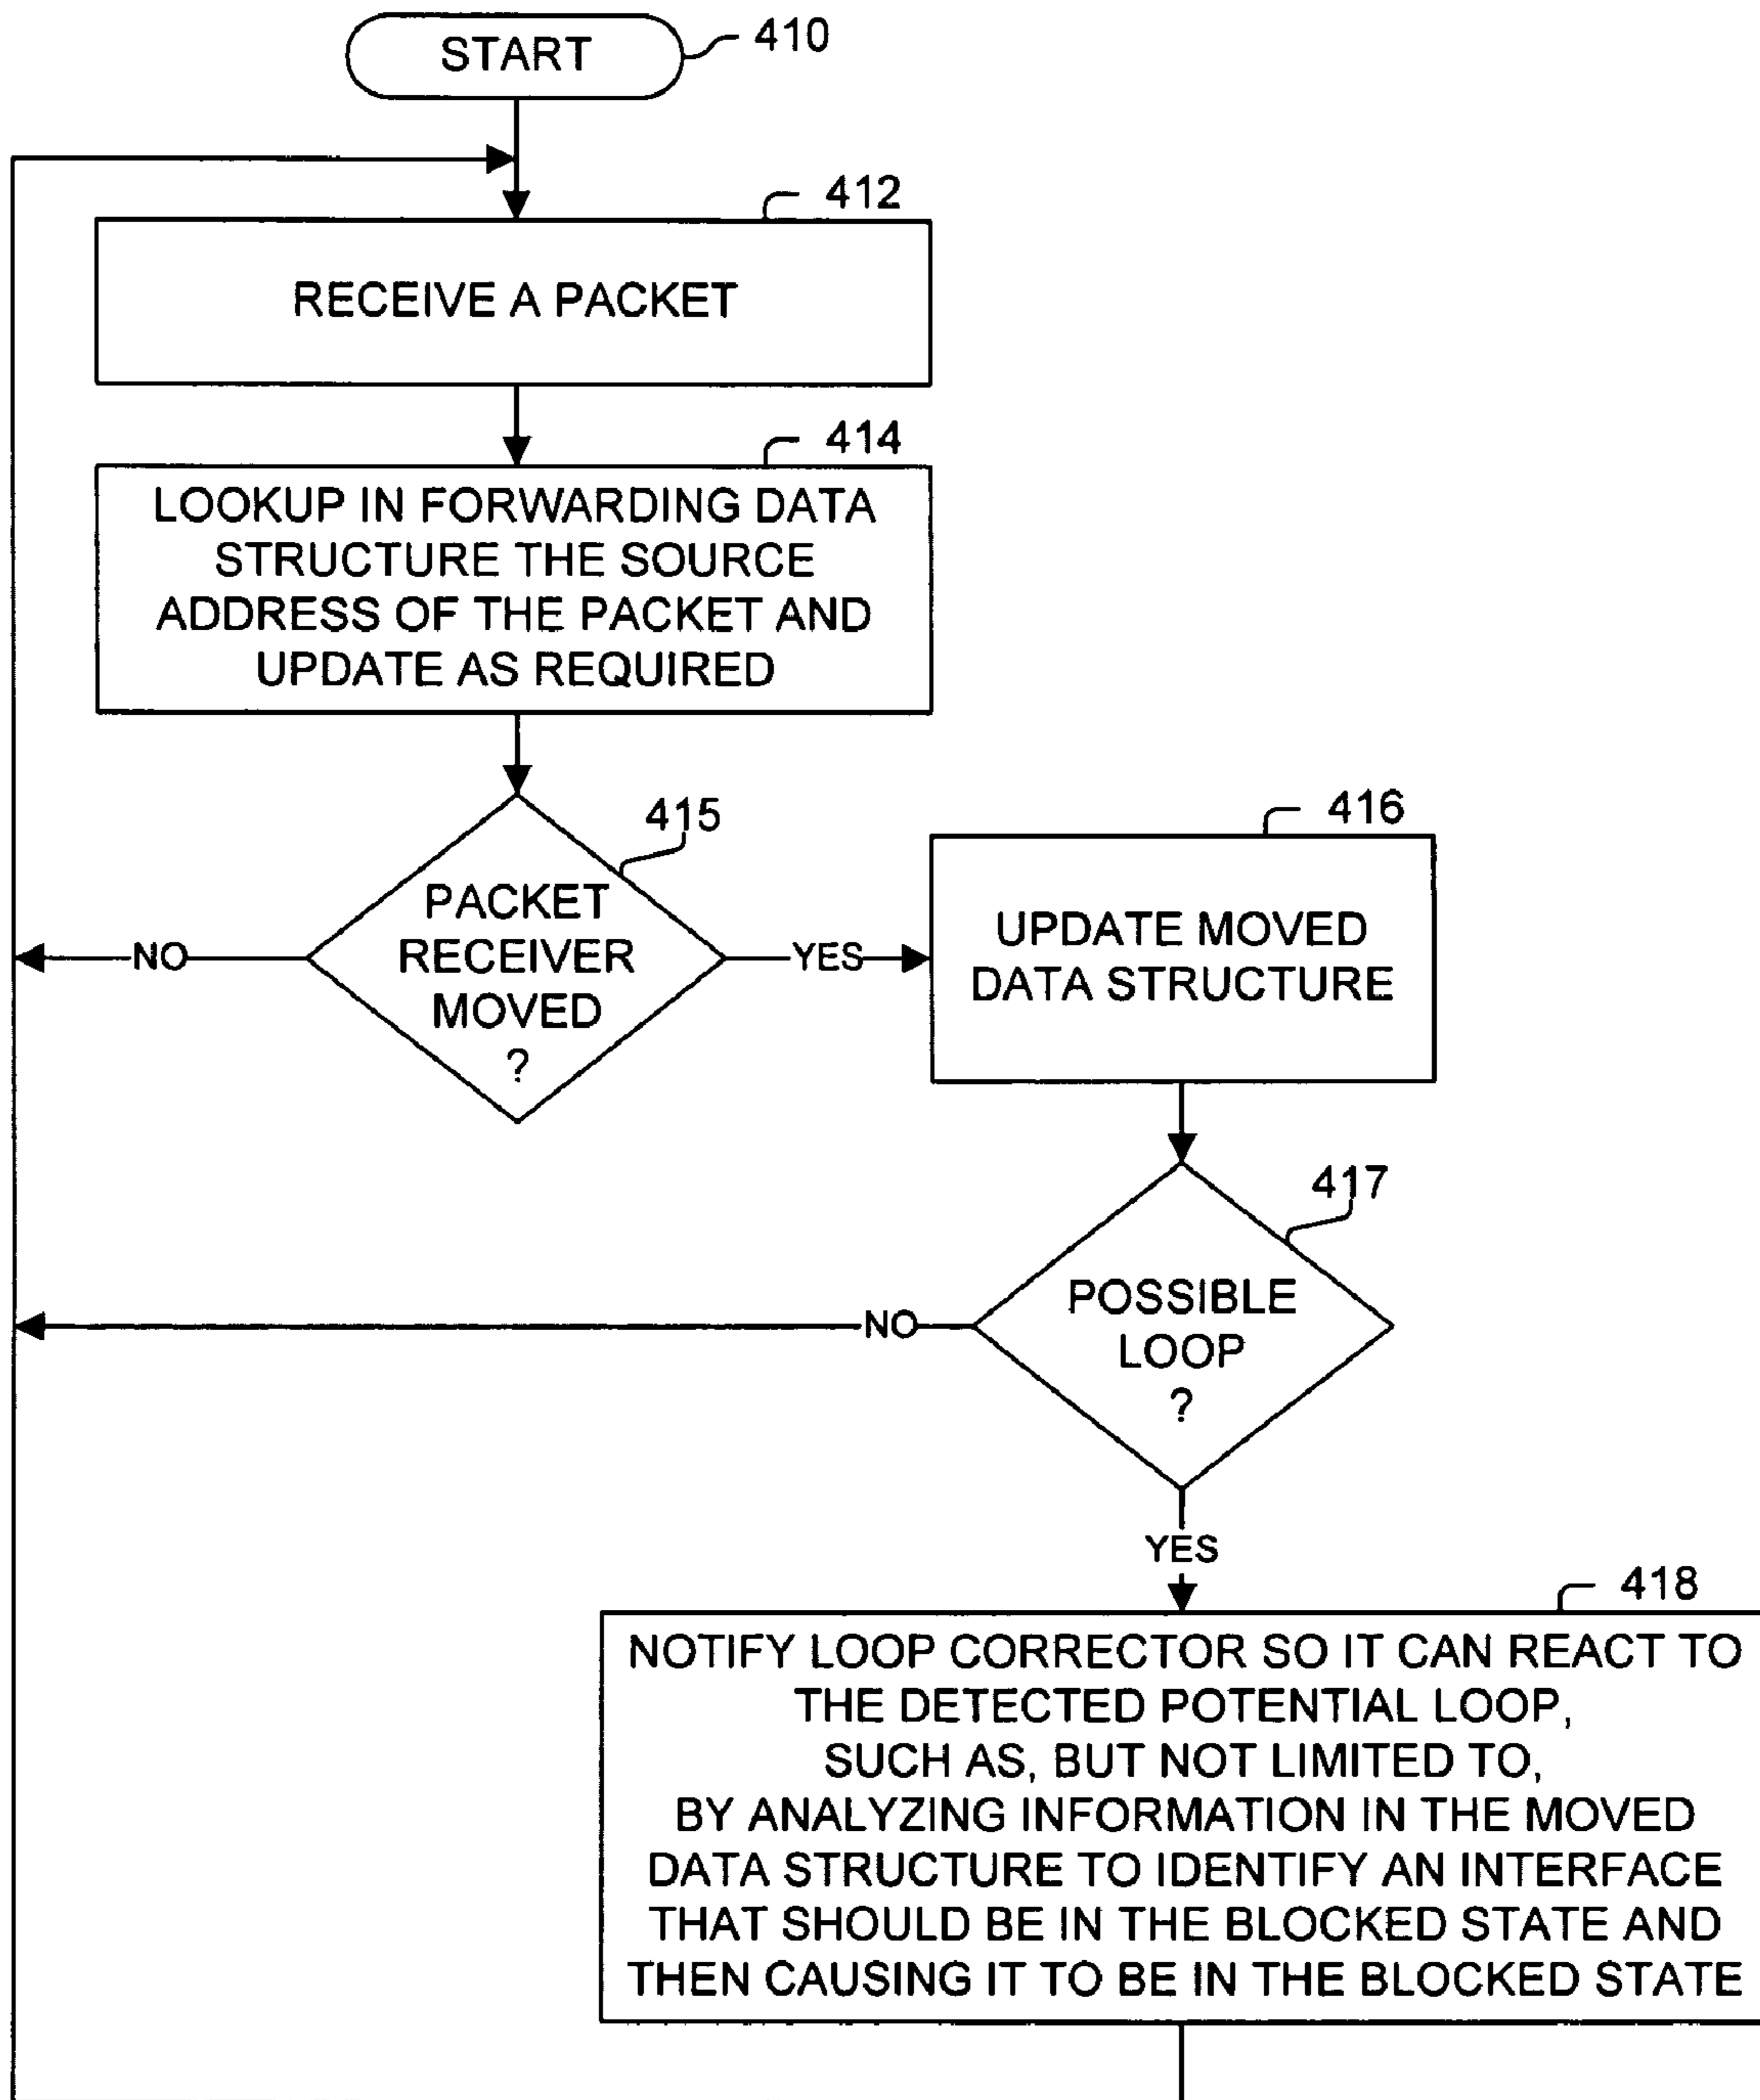 START
410
412
RECEIVE A PACKET
414
LOOKUP IN FORWARDING DATA
STRUCTURE THE SOURCE
ADDRESS OF THE PACKET AND
UPDATE AS REQUIRED
415
PACKET
RECEIVER
MOVED
?
NO
YES
416
UPDATE MOVED
DATA STRUCTURE
417
POSSIBLE
LOOP
?
NO
YES
418
NOTIFY LOOP CORRECTOR SO IT CAN REACT TO
THE DETECTED POTENTIAL LOOP,
SUCH AS, BUT NOT LIMITED TO,
BY ANALYZING INFORMATION IN THE MOVED
DATA STRUCTURE TO IDENTIFY AN INTERFACE
THAT SHOULD BE IN THE BLOCKED STATE AND
THEN CAUSING IT TO BE IN THE BLOCKED STATE